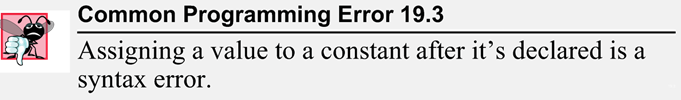 Common Programming Error 19.3
Assigning a value to a constant after it’s declared is a
syntax error.